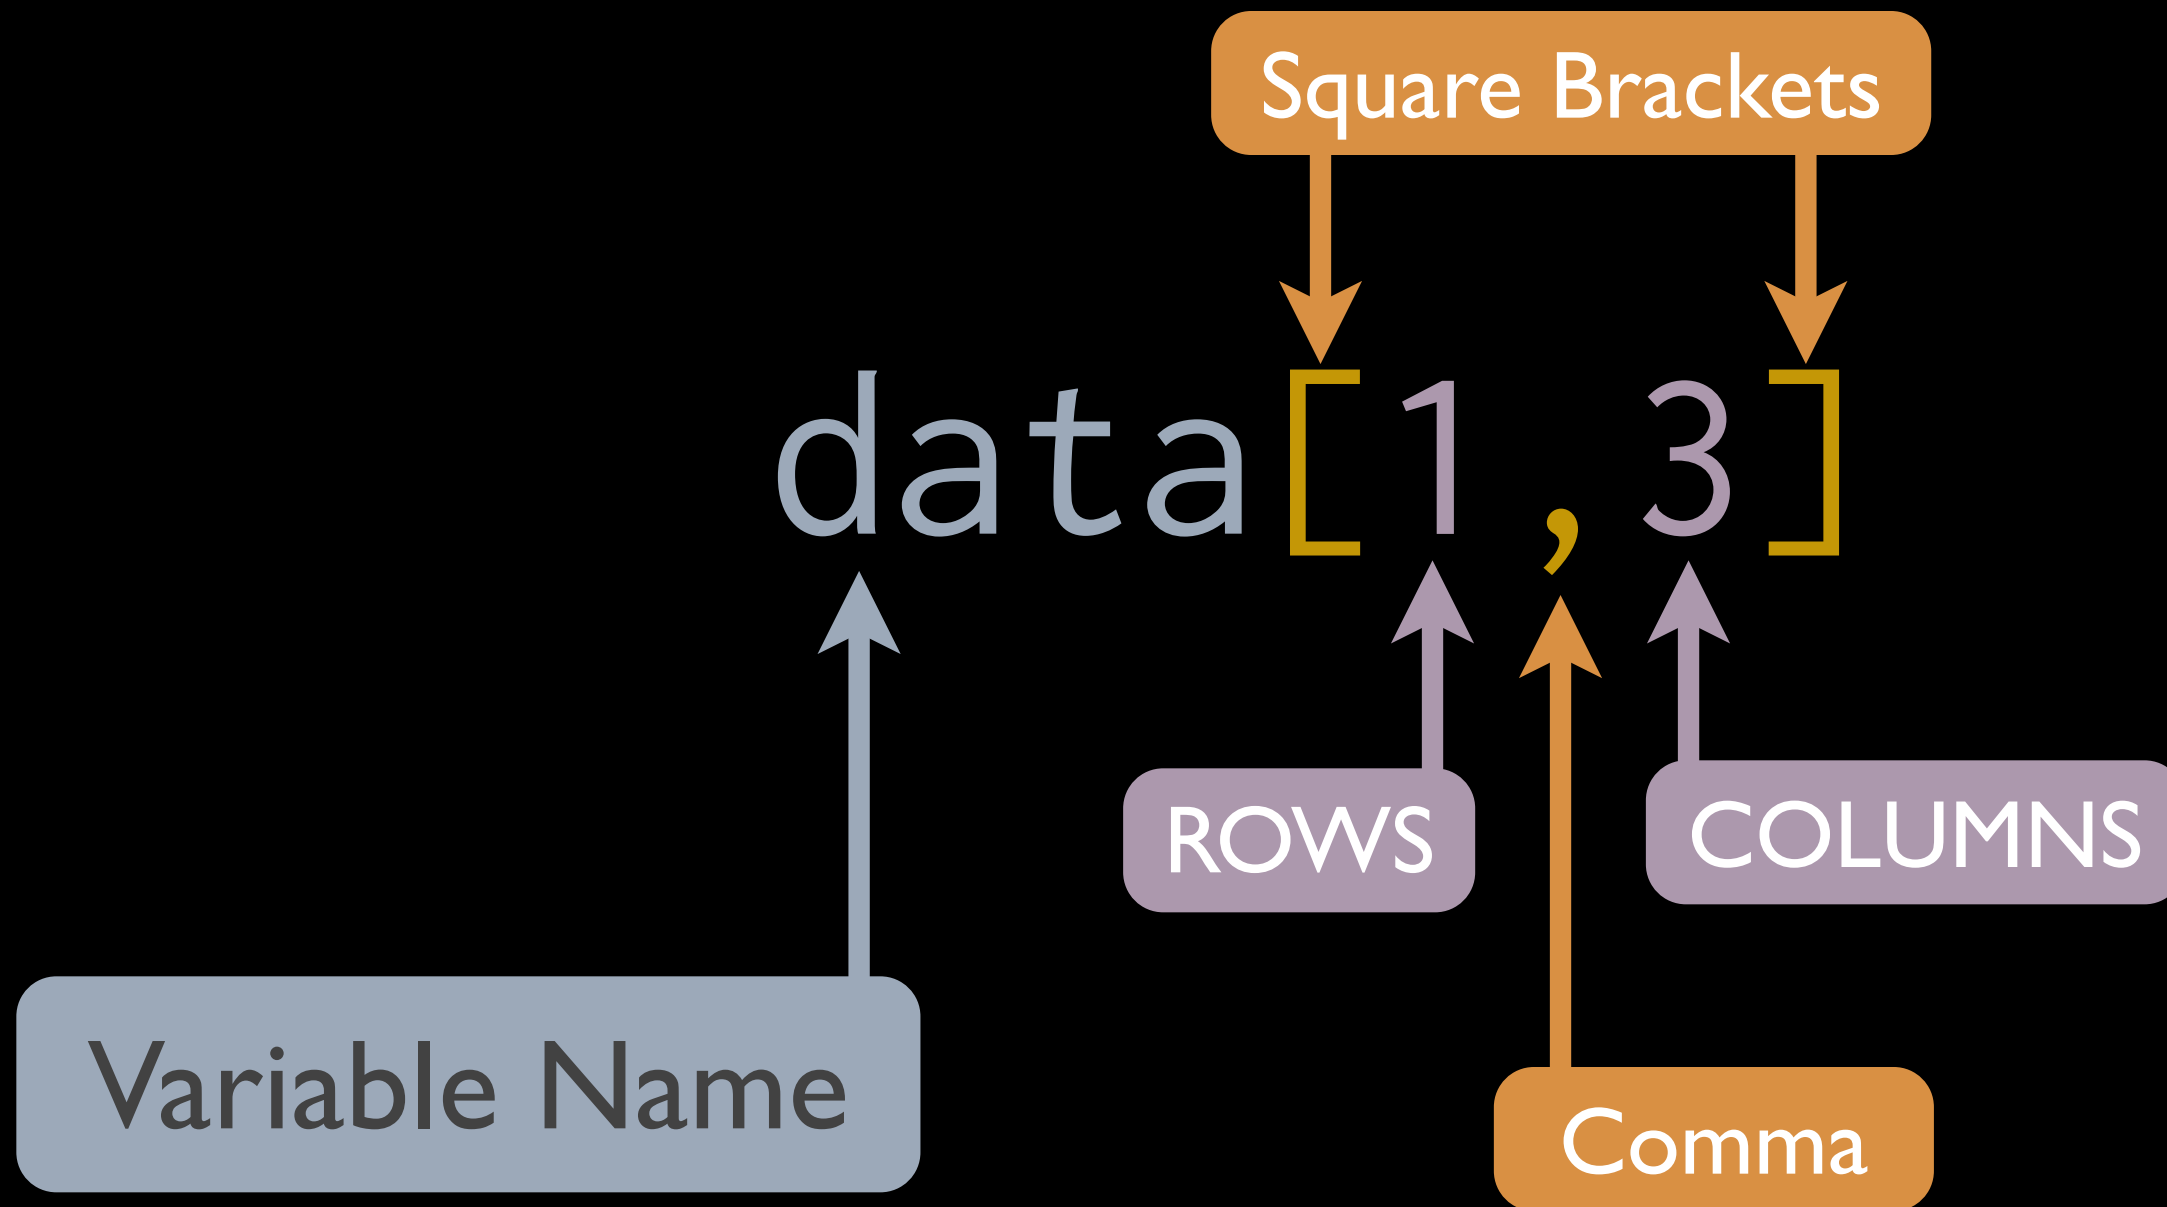 Square Brackets
data[1,3]
ROWS
COLUMNS
Variable Name
Comma